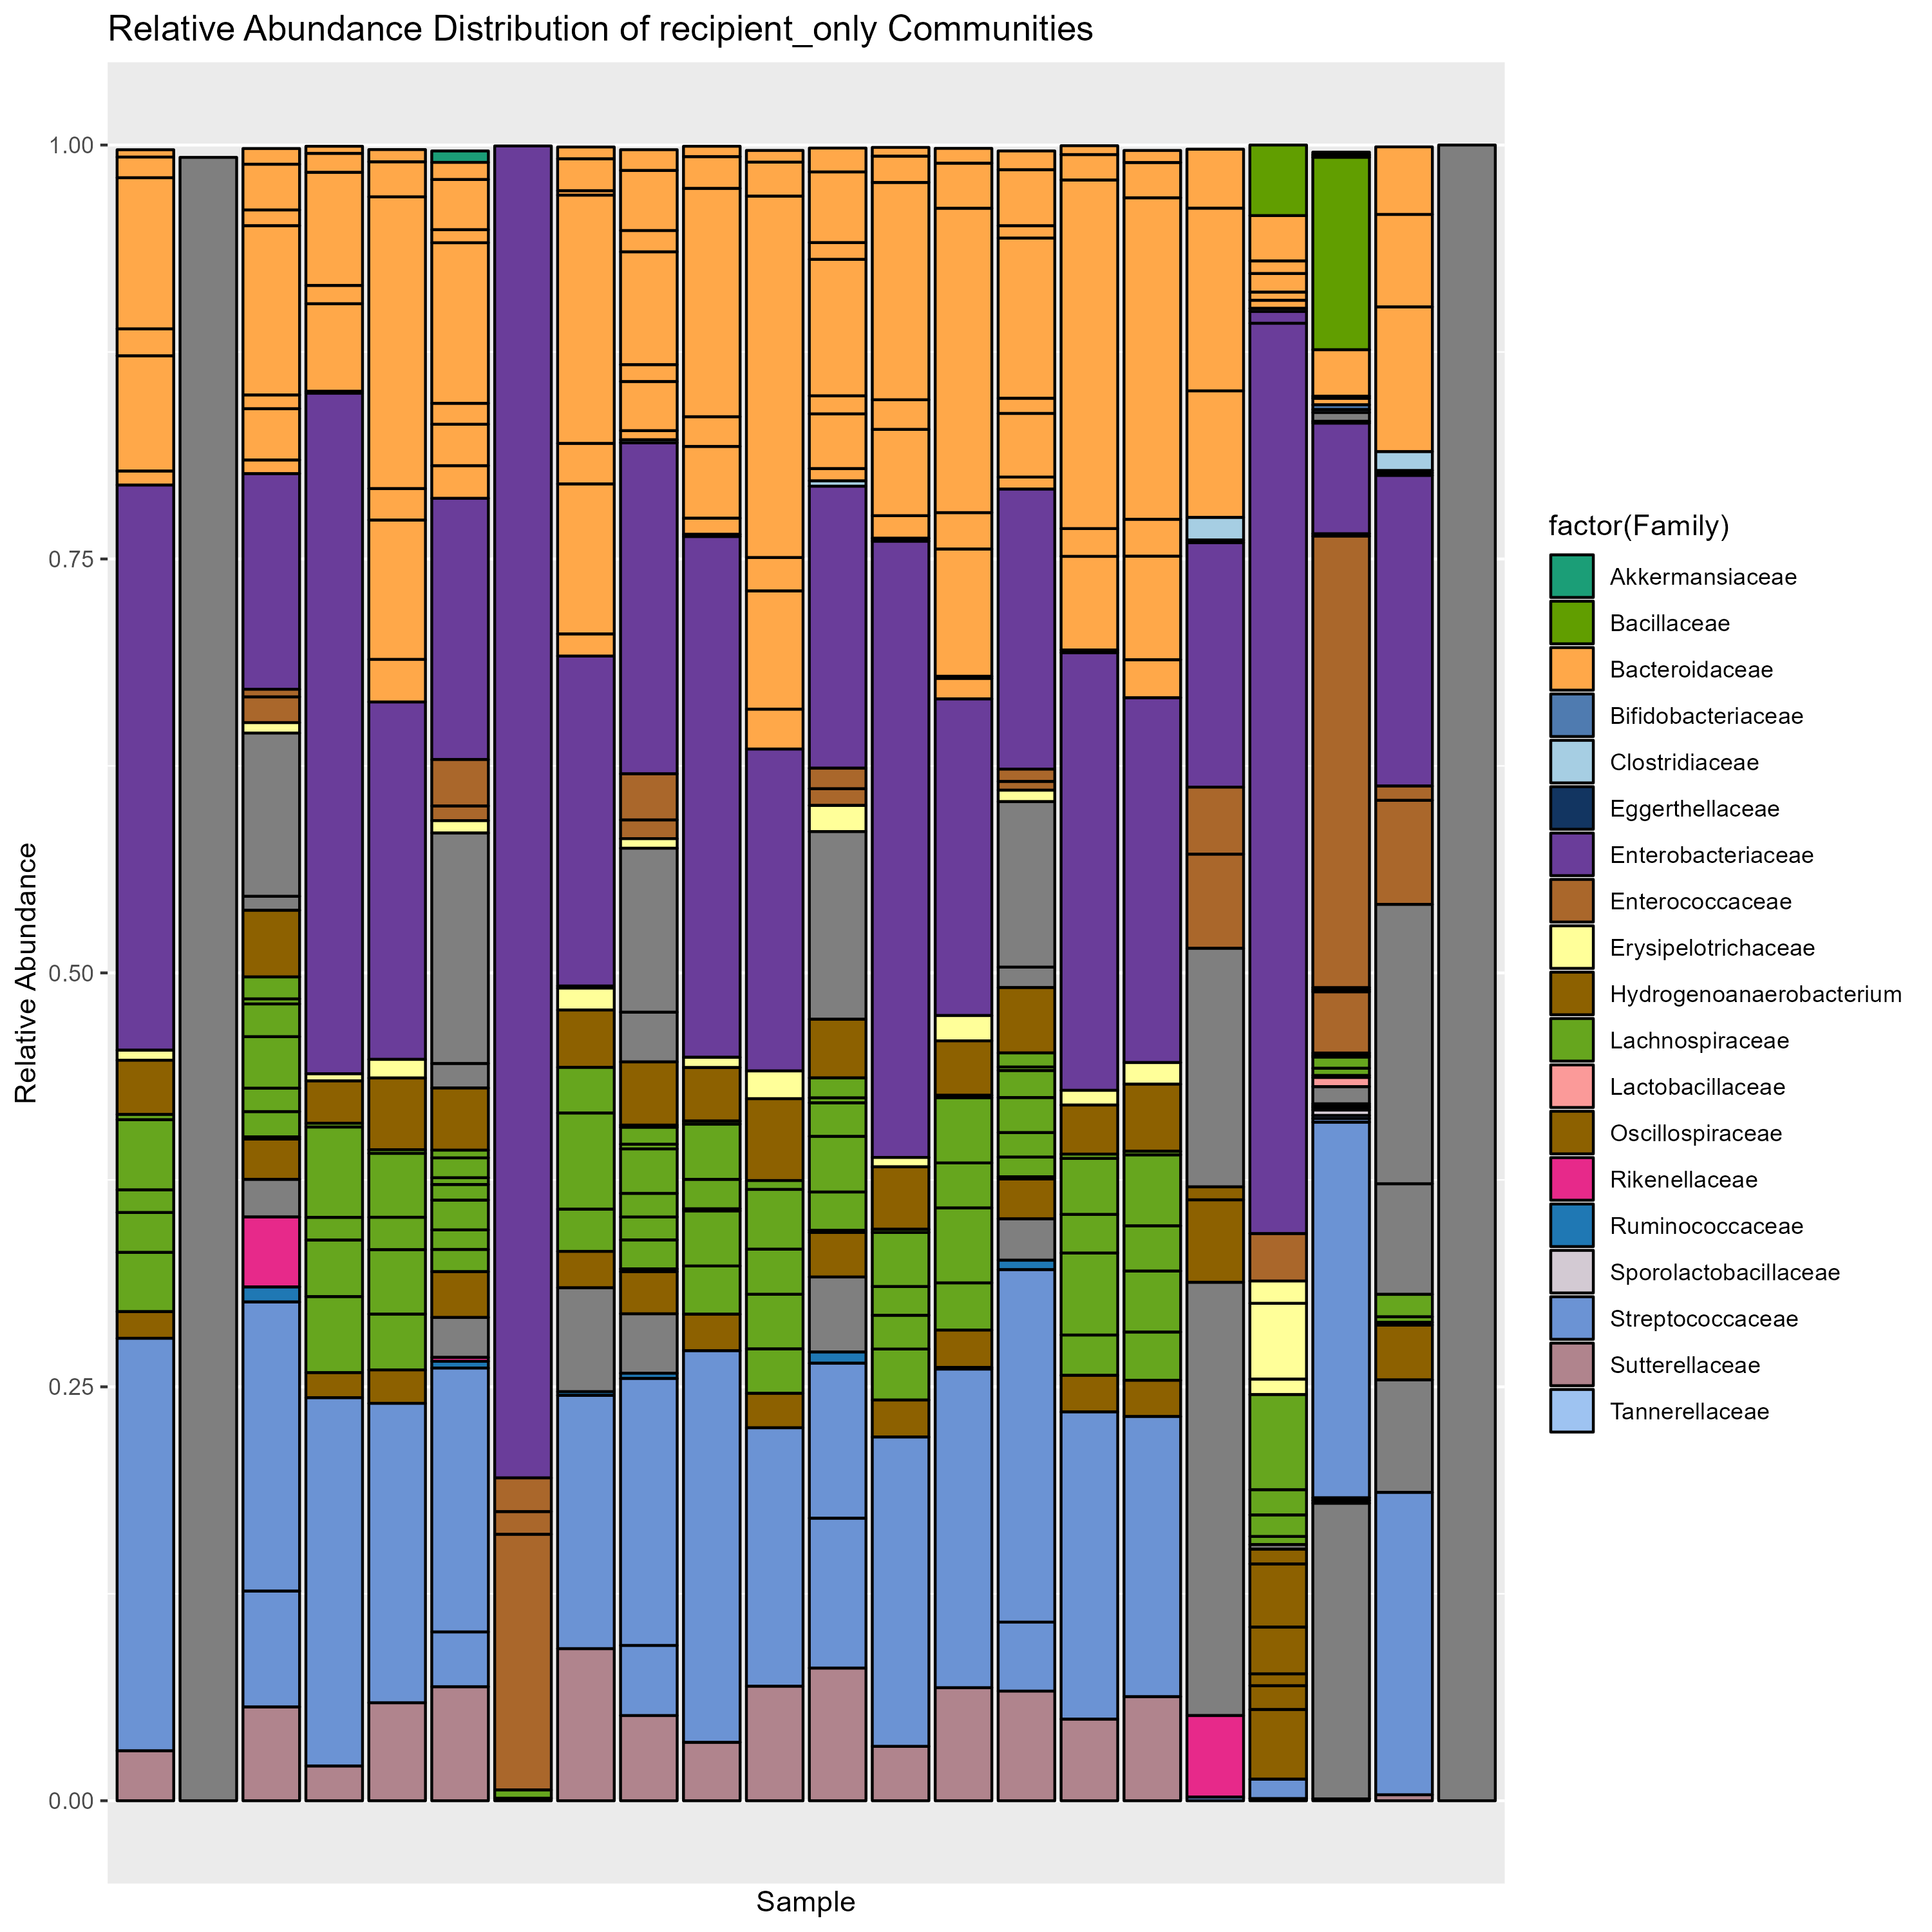 Relative Abundance Distribution of recipient_only Communities
1.00
0.75
0.50
0.25
0.00
Relative Abundance
Sample
factor(Family)
Akkermansiaceae
Bacillaceae
Bacteroidaceae
Bifidobacteriaceae
Clostridiaceae
Eggerthellaceae
Enterobacteriaceae
Enterococcaceae
Erysipelotrichaceae
Hydrogenoanaerobacterium
Lachnospiraceae
Lactobacillaceae
Oscillospiraceae
Rikenellaceae
Ruminococcaceae
Sporolactobacillaceae
Streptococcaceae
Sutterellaceae
Tannerellaceae